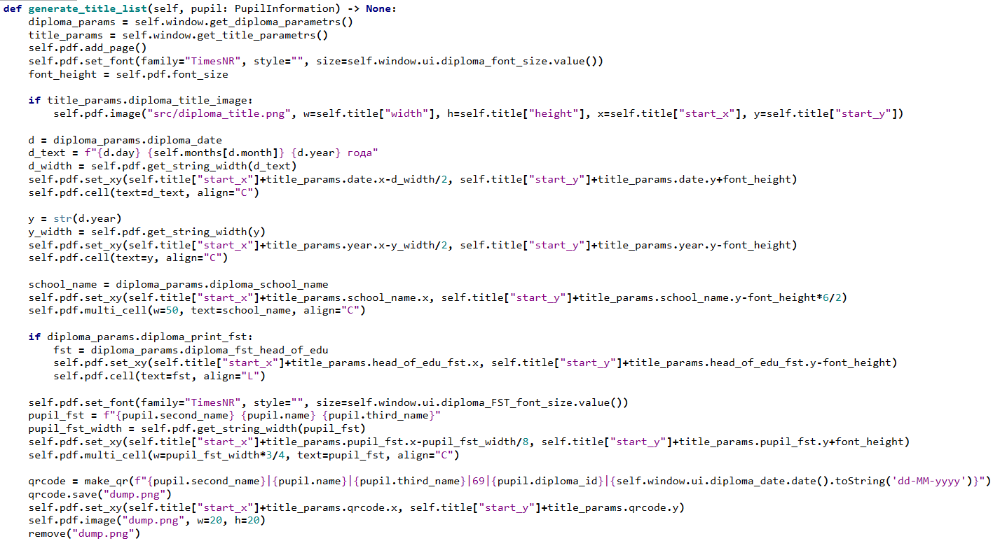 def generate_title_list(self, pupil: PupilInformation) -> None:
    diploma_params = self.window.get_diploma_parametrs()
    title_params = self.window.get_title_parametrs()
    self.pdf.add_page()
    self.pdf.set_font(family="TimesNR", style="", size=self.window.ui.diploma_font_size.value())
    font_height = self.pdf.font_size

    if title_params.diploma_title_image:
        self.pdf.image("src/diploma_title.png", w=self.title["width"], h=self.title["height"], x=self.title["start_x"], y=self.title["start_y"])

    d = diploma_params.diploma_date
    d_text = f"{d.day} {self.months[d.month]} {d.year} года"
    d_width = self.pdf.get_string_width(d_text)
    self.pdf.set_xy(self.title["start_x"]+title_params.date.x-d_width/2, self.title["start_y"]+title_params.date.y+font_height)
    self.pdf.cell(text=d_text, align="C")

    y = str(d.year)
    y_width = self.pdf.get_string_width(y)
    self.pdf.set_xy(self.title["start_x"]+title_params.year.x-y_width/2, self.title["start_y"]+title_params.year.y-font_height)
    self.pdf.cell(text=y, align="C")

    school_name = diploma_params.diploma_school_name
    self.pdf.set_xy(self.title["start_x"]+title_params.school_name.x, self.title["start_y"]+title_params.school_name.y-font_height*6/2)
    self.pdf.multi_cell(w=50, text=school_name, align="C")

    if diploma_params.diploma_print_fst:
        fst = diploma_params.diploma_fst_head_of_edu
        self.pdf.set_xy(self.title["start_x"]+title_params.head_of_edu_fst.x, self.title["start_y"]+title_params.head_of_edu_fst.y-font_height)
        self.pdf.cell(text=fst, align="L")

    self.pdf.set_font(family="TimesNR", style="", size=self.window.ui.diploma_FST_font_size.value())
    pupil_fst = f"{pupil.second_name} {pupil.name} {pupil.third_name}"
    pupil_fst_width = self.pdf.get_string_width(pupil_fst)
    self.pdf.set_xy(self.title["start_x"]+title_params.pupil_fst.x-pupil_fst_width/8, self.title["start_y"]+title_params.pupil_fst.y+font_height)
    self.pdf.multi_cell(w=pupil_fst_width*3/4, text=pupil_fst, align="C")

    qrcode = make_qr(f"{pupil.second_name}|{pupil.name}|{pupil.third_name}|69|{pupil.diploma_id}|{self.window.ui.diploma_date.date().toString('dd-MM-yyyy')}")
    qrcode.save("dump.png")
    self.pdf.set_xy(self.title["start_x"]+title_params.qrcode.x, self.title["start_y"]+title_params.qrcode.y)
    self.pdf.image("dump.png", w=20, h=20)
    remove("dump.png")